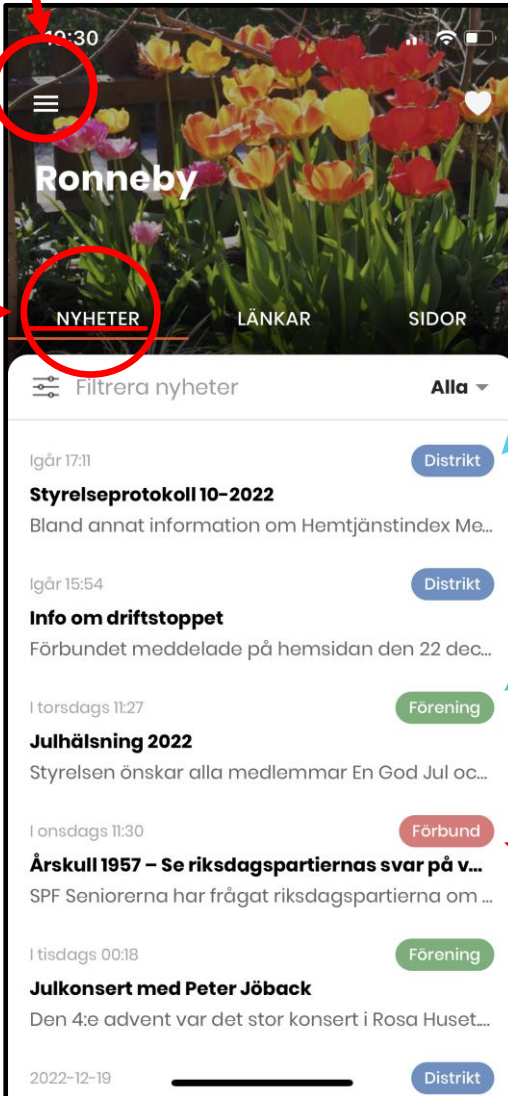 19:30
Ronneby
NYHETER LÄNKAR SIDOR
Filtrera nyheter Alla
Igår 17:11 Distrikt
Styrelseprotokoll 10-2022
Bland annat information om Hemtjänstindex Me...
Igår 15:54 Distrikt
Info om driftstoppet
Förbundet meddelade på hemsidan den 22 dec...
I torsdags 11:27 Förening
Julhälsning 2022
Styrelsen önskar alla medlemmar En God Jul oc...
I onsdags 11:30 Förbund
Årskull 1957 – Se riksdagspartiernas svar på v...
SPF Seniorerna har frågat riksdagspartierna om ...
I tisdags 00:18 Förening
Julkonsert med Peter Jöback
Den 4:e advent var det stor konsert i Rosa Huset....
2022-12-19 Distrikt